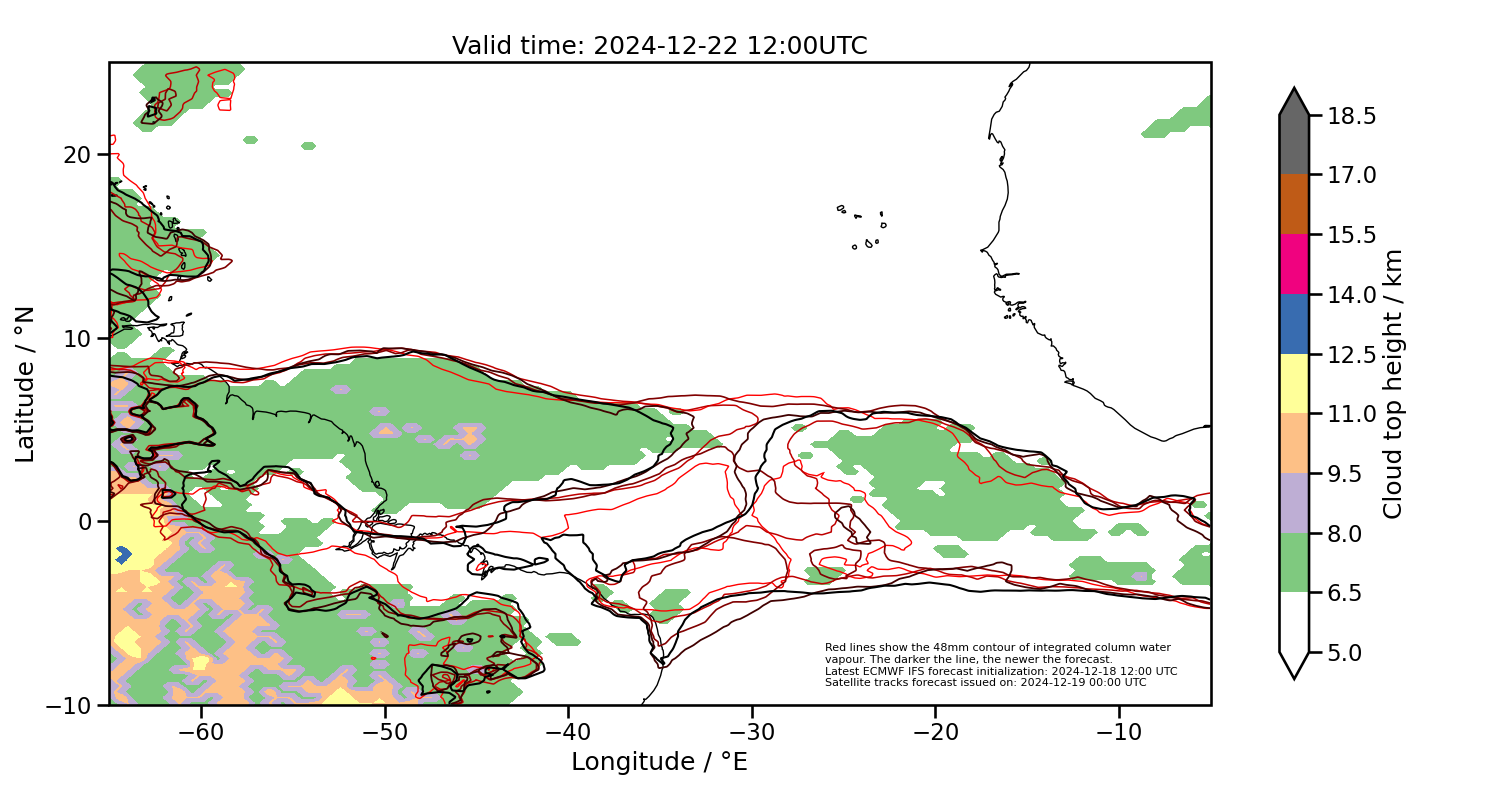 Valid time: 2024-12-22 12:00UTC
20
10
0
−10
Latitude / °N
−60
−50
−40
−30
−20
−10
Longitude / °E
Red lines show the 48mm contour of integrated column water
vapour. The darker the line, the newer the forecast.
Latest ECMWF IFS forecast initialization: 2024-12-18 12:00 UTC
Satellite tracks forecast issued on: 2024-12-19 00:00 UTC
18.5
17.0
15.5
14.0
12.5
11.0
9.5
8.0
6.5
5.0
Cloud top height / km